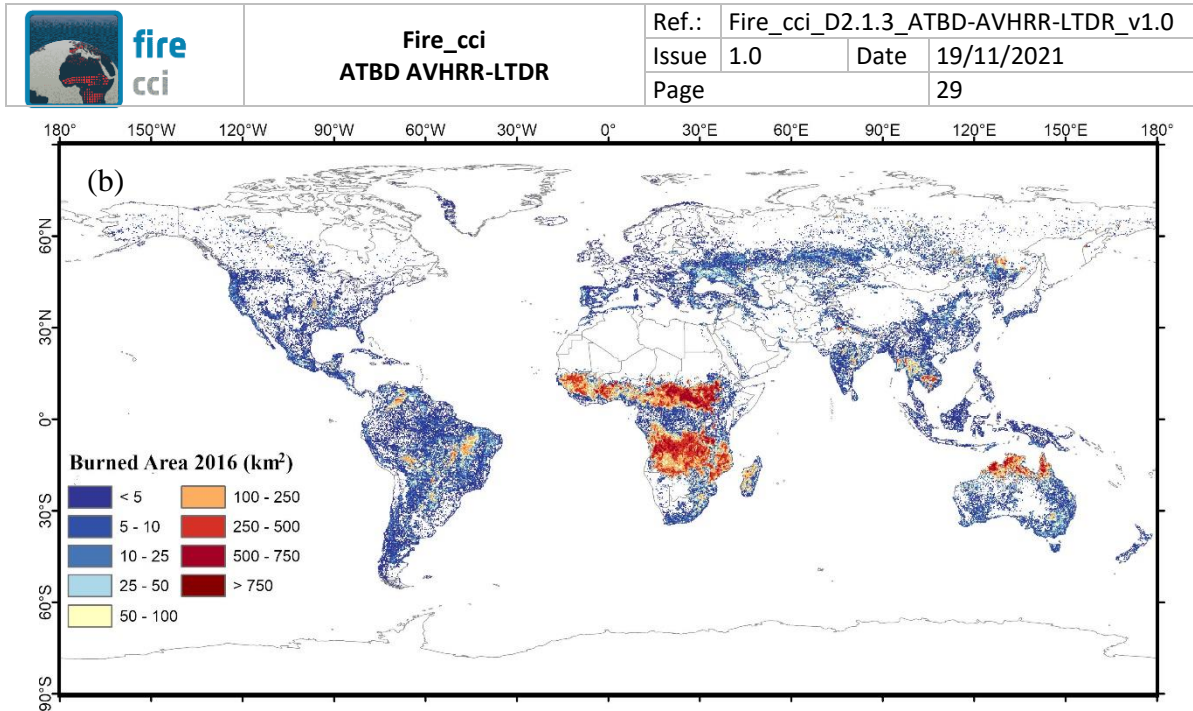 fire
cci
Fire_cci
ATBD AVHRR-LTDR
Ref.: Fire_cci_D2.1.3_ATBD-AVHRR-LTDR_v1.0
Issue 1.0 Date 19/11/2021
Page 29
180° 150°W 120°W 90°W 60°W 30°W 0° 30°E 60°E 90°E 120°E 150°E 180°
(b)
60°N
30°N
0°
30°S
60°S
90°S
Burned Area 2016 (km²)
< 5
5 - 10
10 - 25
25 - 50
50 - 100
100 - 250
250 - 500
500 - 750
> 750